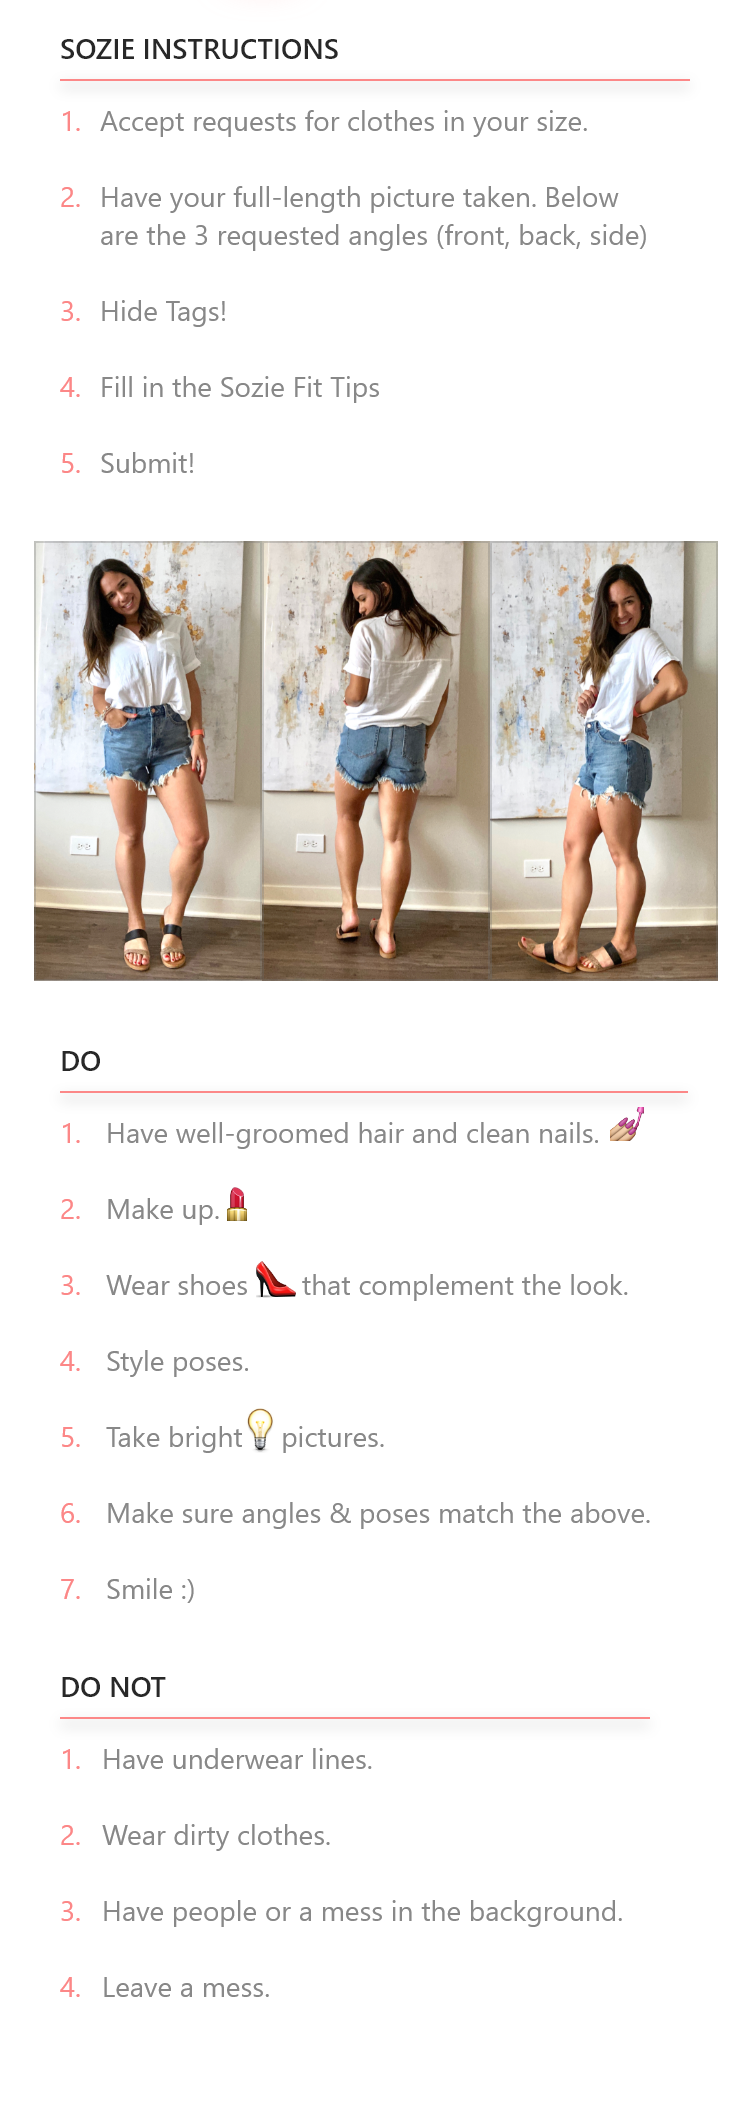 SOZIE INSTRUCTIONS
1. Accept requests for clothes in your size.
2. Have your full-length picture taken. Below
are the 3 requested angles (front, back, side)
3. Hide Tags!
4. Fill in the Sozie Fit Tips
5. Submit!
DO
1. Have well-groomed hair and clean nails. 💅
2. Make up. 💄
3. Wear shoes 👠 that complement the look.
4. Style poses.
5. Take bright 💡 pictures.
6. Make sure angles & poses match the above.
7. Smile :)
DO NOT
1. Have underwear lines.
2. Wear dirty clothes.
3. Have people or a mess in the background.
4. Leave a mess.